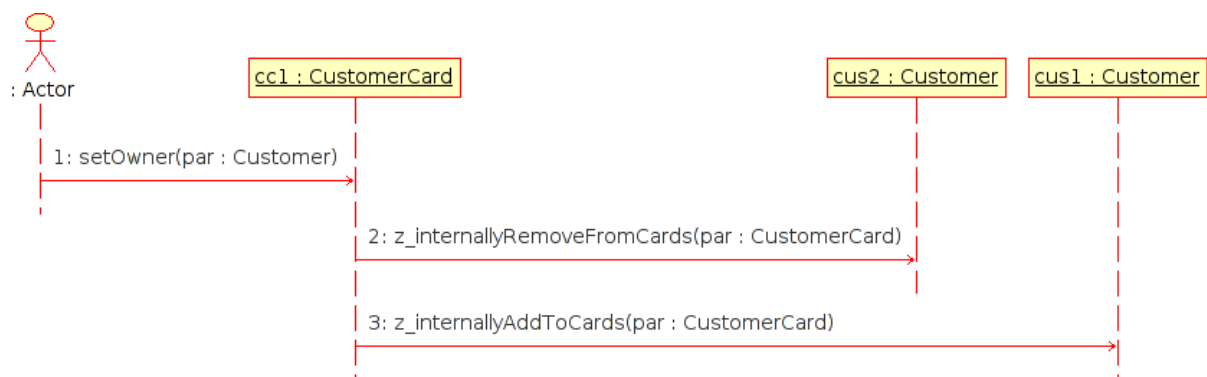 cc1 : CustomerCard
cus2 : Customer
cus1 : Customer
: Actor
1: setOwner(par : Customer)
2: z_internallyRemoveFromCards(par : CustomerCard)
3: z_internallyAddToCards(par : CustomerCard)